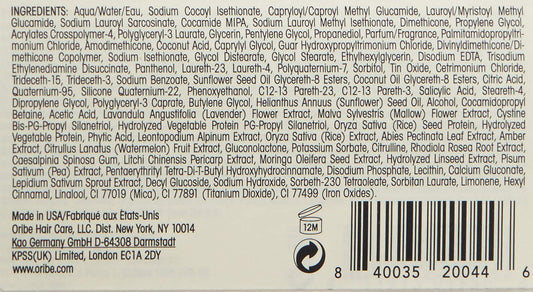 INGREDIENTS: Aqua/Water/Eau, Sodium Cocoyl Isethionate, Caprylyl/Capryl Methyl Glucamide, Lauroyl/Myristoyl Methyl
Glucamide, Sodium Lauroyl Sarcosinate, Cocamide MIPA, Sodium Lauroyl Methyl Isethionate, Dimethicone, Propylene Glycol,
Acrylates Crosspolymer-4, Polyglyceryl-3 Laurate, Glycerin, Pentylene Glycol, Propanediol, Parfum/Fragrance, Palmitamidopropyltri-
monium Chloride, Amodimethicone, Coconut Acid, Caprylyl Glycol, Guar Hydroxypropyltrimonium Chloride, Divinyldimethicone/Di-
methicone Copolymer, Sodium Isethionate, Glycol Distearate, Glycol Stearate, Ethylhexylglycerin, Disodium EDTA, Trisodium
Ethylenediamine Disuccinate, Panthenol, Laureth-23, Laureth-4, Polyquaternium-7, Sorbitol, Tin Oxide, Cetrimonium Chloride,
Trideceth-15, Trideceth-3, Sodium Benzoate, Sunflower Seed Oil Glycereth-8 Esters, Coconut Oil Glycereth-8 Esters, Citric Acid,
Quaternium-95, Silicone Quaternium-22, Phenoxyethanol, C12-13 Pareth-23, C12-13 Pareth-3, Salicylic Acid, Steareth-4,
Dipropylene Glycol, Polyglyceryl-3 Caprate, Butylene Glycol, Helianthus Annuus (Sunflower) Seed Oil, Alcohol, Cocamidopropyl
Betaine, Acetic Acid, Lavandula Angustifolia (Lavender) Flower Extract, Malva Sylvestris (Mallow) Flower Extract, Cystine
Bis-PG-Propyl Silanetriol, Hydrolyzed Vegetable Protein PG-Propyl Silanetriol, Oryza Sativa (Rice) Seed Protein, Hydrolyzed
Vegetable Protein, Phytic Acid, Leontopodium Alpinum Extract, Oryza Sativa (Rice) Extract, Abies Pectinata Leaf Extract, Amber
Extract, Citrullus Lanatus (Watermelon) Fruit Extract, Gluconolactone, Potassium Sorbate, Citrulline, Rhodiola Rosea Root Extract,
Caesalpinia Spinosa Gum, Litchi Chinensis Pericarp Extract, Moringa Oleifera Seed Extract, Hydrolyzed Linseed Extract, Pisum
Sativum (Pea) Extract, Pentaerythrityl Tetra-Di-T-Butyl Hydroxyhydrocinnamate, Disodium Phosphate, Lecithin, Calcium Gluconate,
Lepidium Sativum Sprout Extract, Decyl Glucoside, Sodium Hydroxide, Sorbeth-230 Tetraoleate, Sorbitan Laurate, Limonene, Hexyl
Cinnamal, Linalool, CI 77019 (Mica), CI 77891 (Titanium Dioxide), CI 77499 (Iron Oxides).
Made in USA/Fabriqué aux États-Unis
Oribe Hair Care, LLC. Dist. New York, NY 10014
Kao Germany GmbH D-64308 Darmstadt
KPSS(UK) Limited, London EC1A 2DY
www.oribe.com
12M
8 40035 20044 6